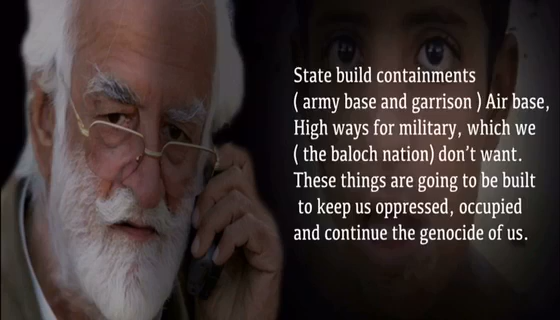 State build containments
( army base and garrison ) Air base,
High ways for military, which we
( the baloch nation) don't want.
These things are going to be built
to keep us oppressed, occupied
and continue the genocide of us.